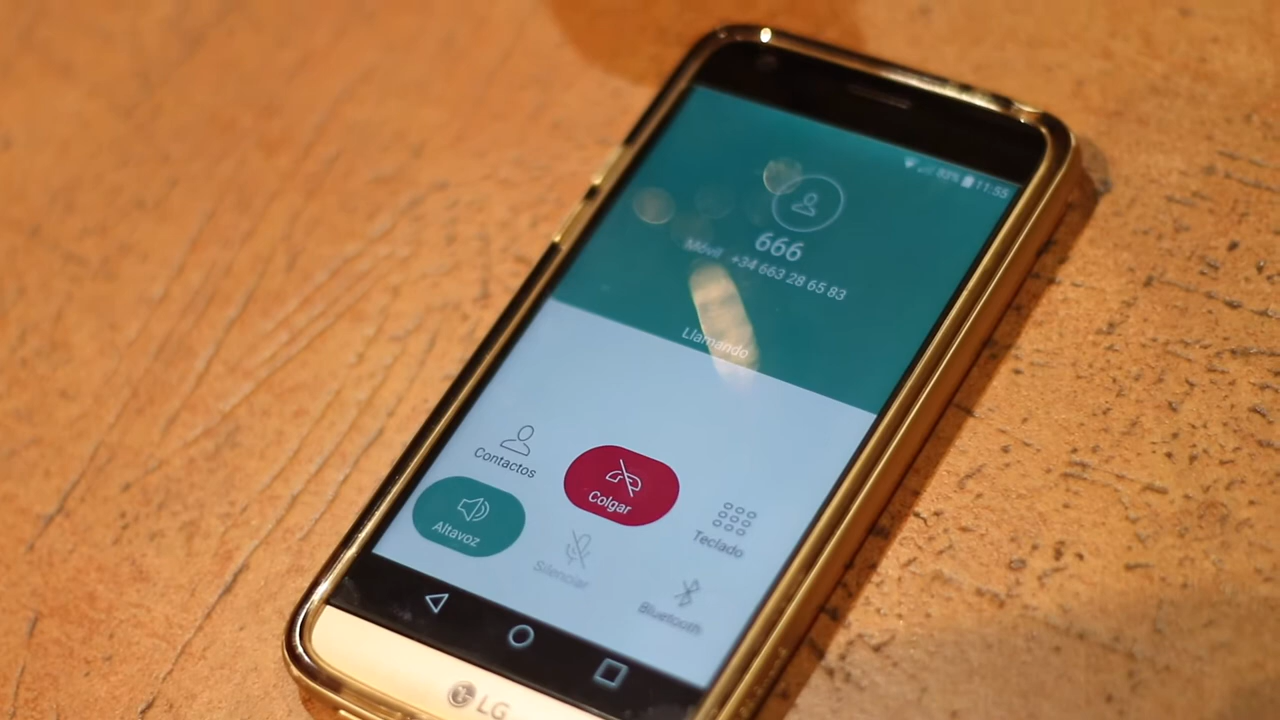 83% 11:55
666
Móvil +34 663 28 65 83
Llamando
Contactos
Colgar
Teclado
Altavoz
Silenciar
Bluetooth
LG